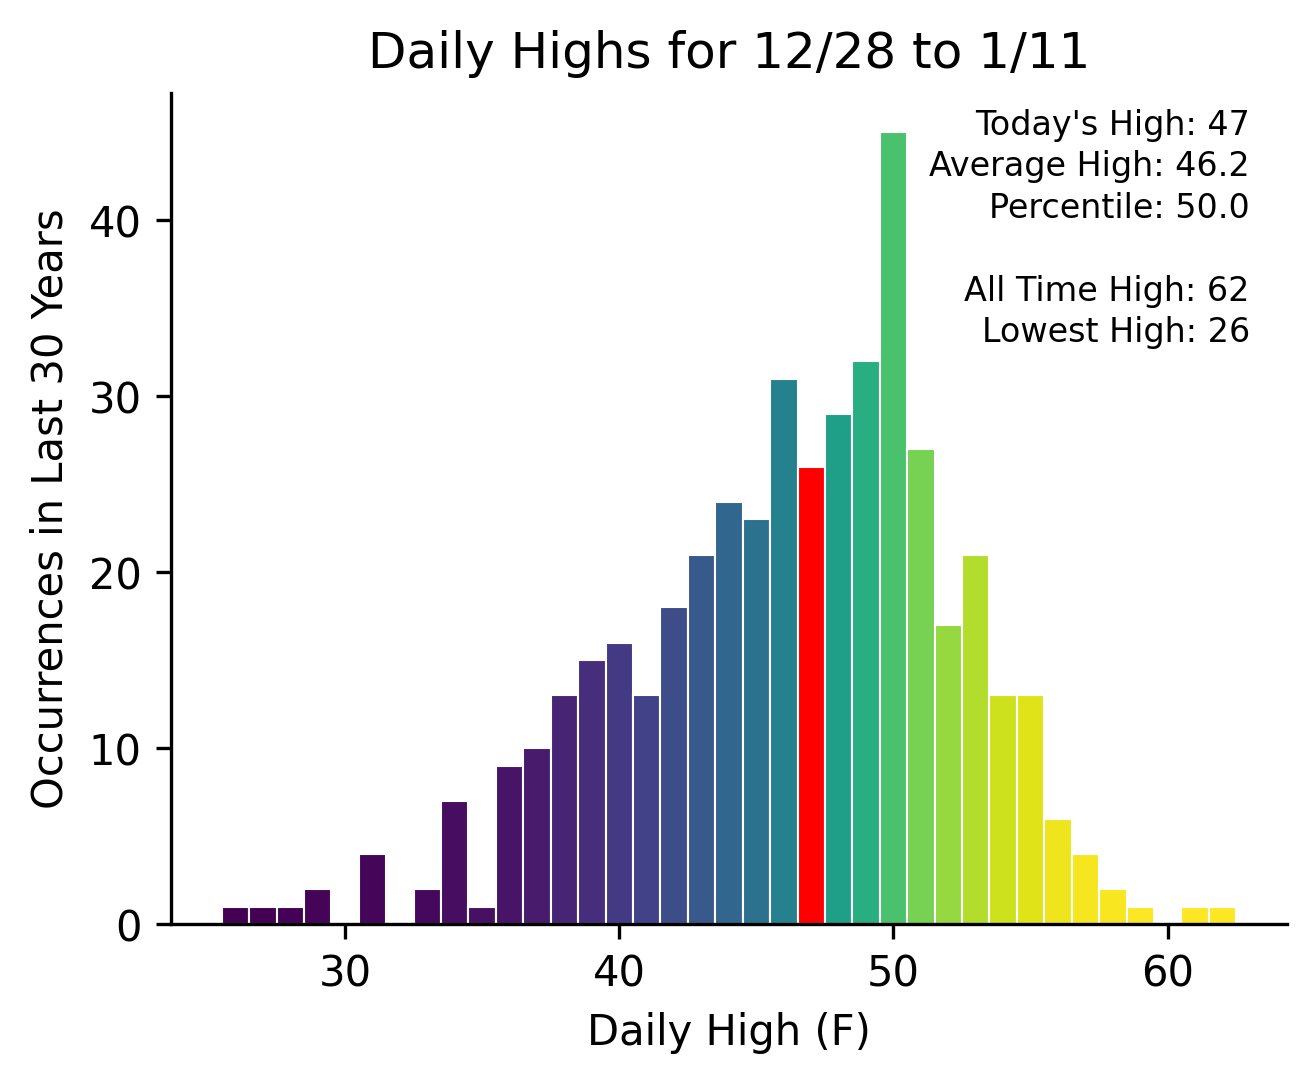 Daily Highs for 12/28 to 1/11
Today's High: 47
Average High: 46.2
Percentile: 50.0
All Time High: 62
Lowest High: 26
Occurrences in Last 30 Years
40
30
20
10
0
30 40 50 60
Daily High (F)